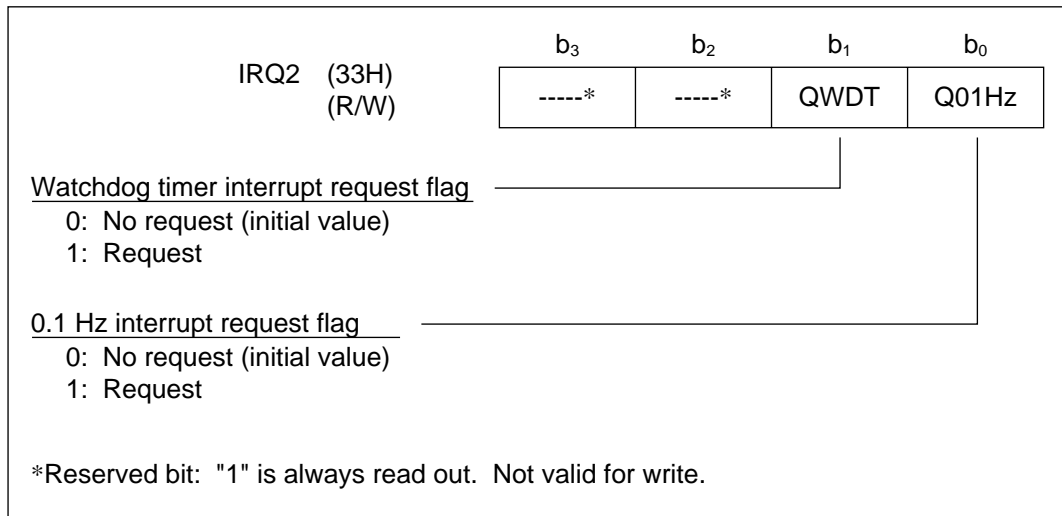 b₃ b₂ b₁ b₀
IRQ2 (33H)
(R/W)
-----* -----* QWDT Q01Hz
Watchdog timer interrupt request flag
0: No request (initial value)
1: Request
0.1 Hz interrupt request flag
0: No request (initial value)
1: Request
*Reserved bit: "1" is always read out. Not valid for write.